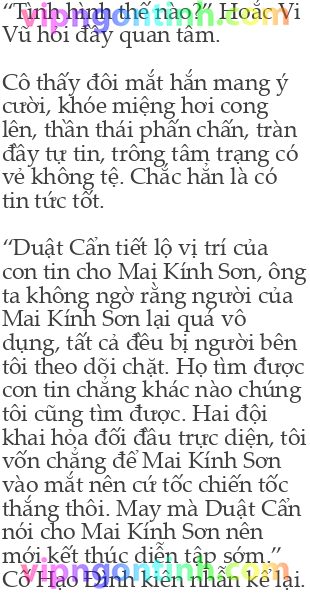 “Tình hình thế nào?” Hoắc Vi
Vũ hỏi đầy quan tâm.
Cô thấy đôi mắt hắn mang ý
cười, khóe miệng hơi cong
lên, thần thái phấn chấn, tràn
đầy tự tin, trông tâm trạng có
vẻ không tệ. Chắc hẳn là có
tin tức tốt.
“Duật Cẩn tiết lộ vị trí của
con tin cho Mai Kính Sơn, ông
ta không ngờ rằng người của
Mai Kính Sơn lại quá vô
dụng, tất cả đều bị người bên
tôi theo dõi chặt. Họ tìm được
con tin chẳng khác nào chúng
tôi cũng tìm được. Hai đội
khai hỏa đối đầu trực diện, tôi
vốn chẳng để Mai Kính Sơn
vào mắt nên cứ tốc chiến tốc
thắng thôi. May mà Duật Cẩn
nói cho Mai Kính Sơn nên
mới kết thúc diễn tập sớm.”
Cố Hạo Đình kiên nhẫn kể lại.
vipngontinh.com
vipngontinh.com